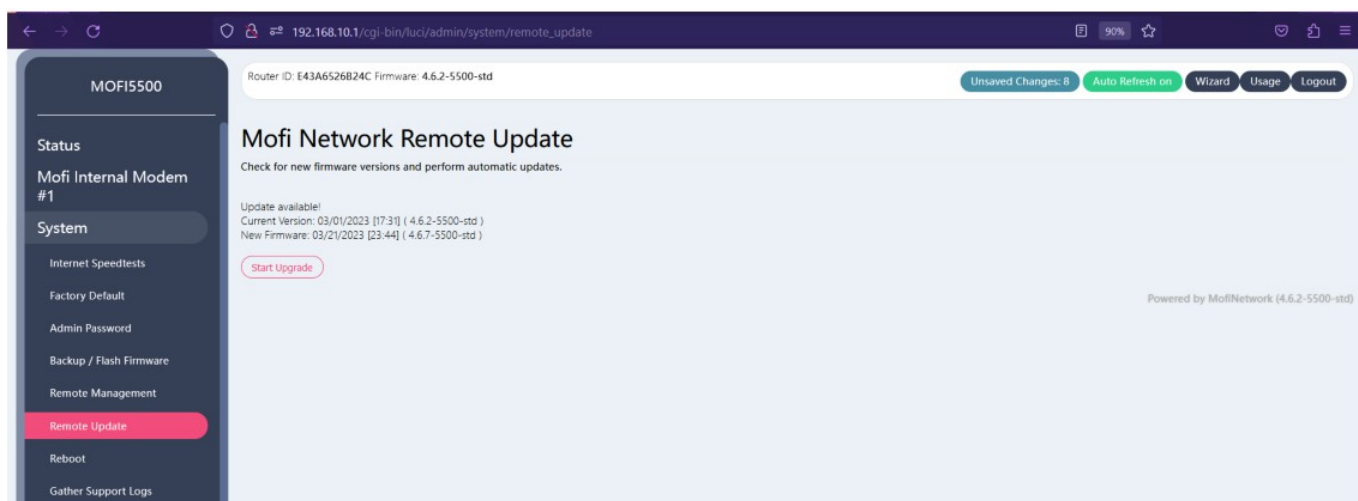 192.168.10.1/cgi-bin/luci/admin/system/remote_update
90%
MOFI5500
Router ID: E43A6526B24C Firmware: 4.6.2-5500-std
Unsaved Changes: 8
Auto Refresh on
Wizard
Usage
Logout
Status
Mofi Internal Modem
#1
System
Internet Speedtests
Factory Default
Admin Password
Backup / Flash Firmware
Remote Management
Remote Update
Reboot
Gather Support Logs
Mofi Network Remote Update
Check for new firmware versions and perform automatic updates.
Update available!
Current Version: 03/01/2023 [17:31] ( 4.6.2-5500-std )
New Firmware: 03/21/2023 [23:44] ( 4.6.7-5500-std )
Start Upgrade
Powered by MofiNetwork (4.6.2-5500-std)